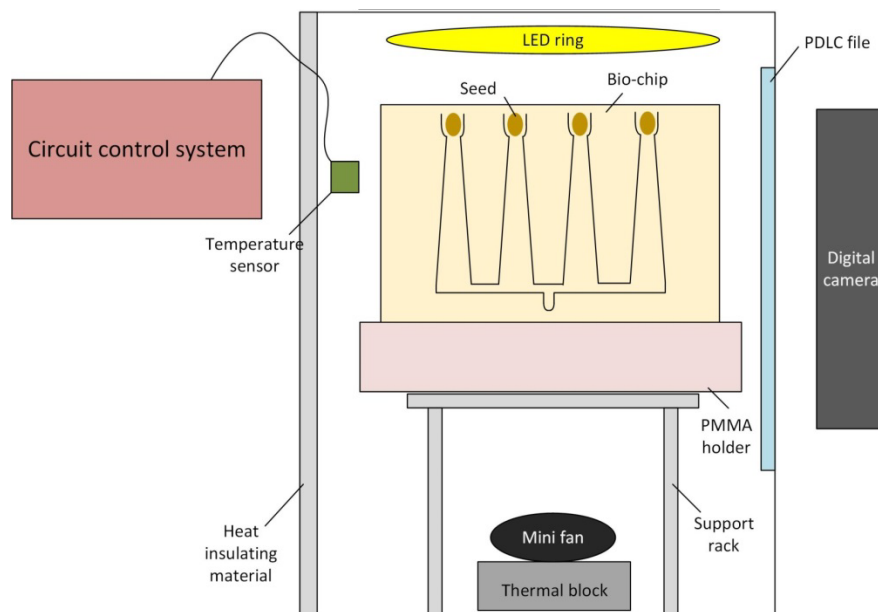 LED ring
PDLC file
Seed
Bio-chip
Circuit control system
Temperature
sensor
Digital
camera
PMMA
holder
Heat
insulating
material
Mini fan
Support
rack
Thermal block